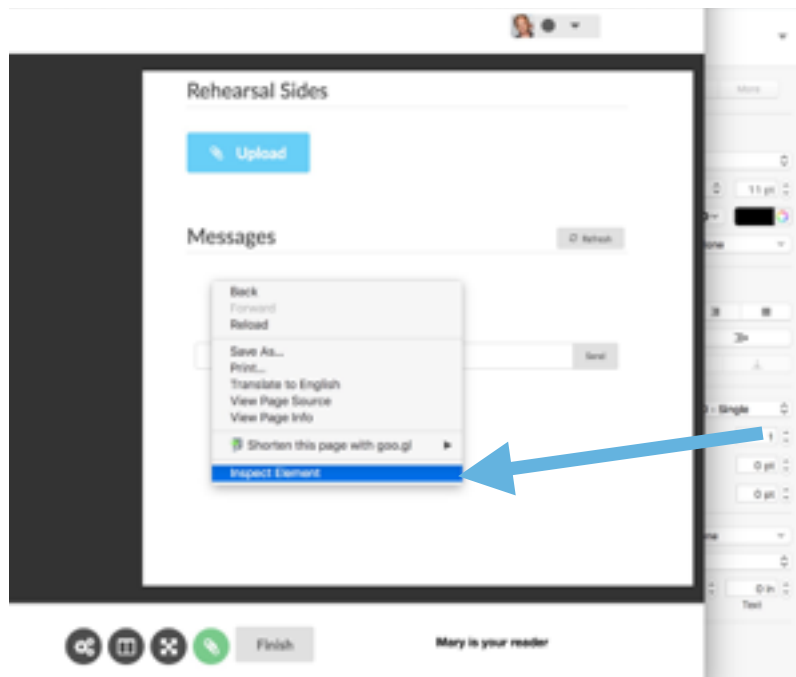 More
Rehearsal Sides
Upload
11 pt
Messages
Refresh
Back
Forward
Reload
Save As...
Print...
Send
Translate to English
View Page Source
View Page Info
Single
Shorten this page with goo.gl
1
Inspect Element
0 pt
0 pt
0 in
Text
Finish
Mary is your reader